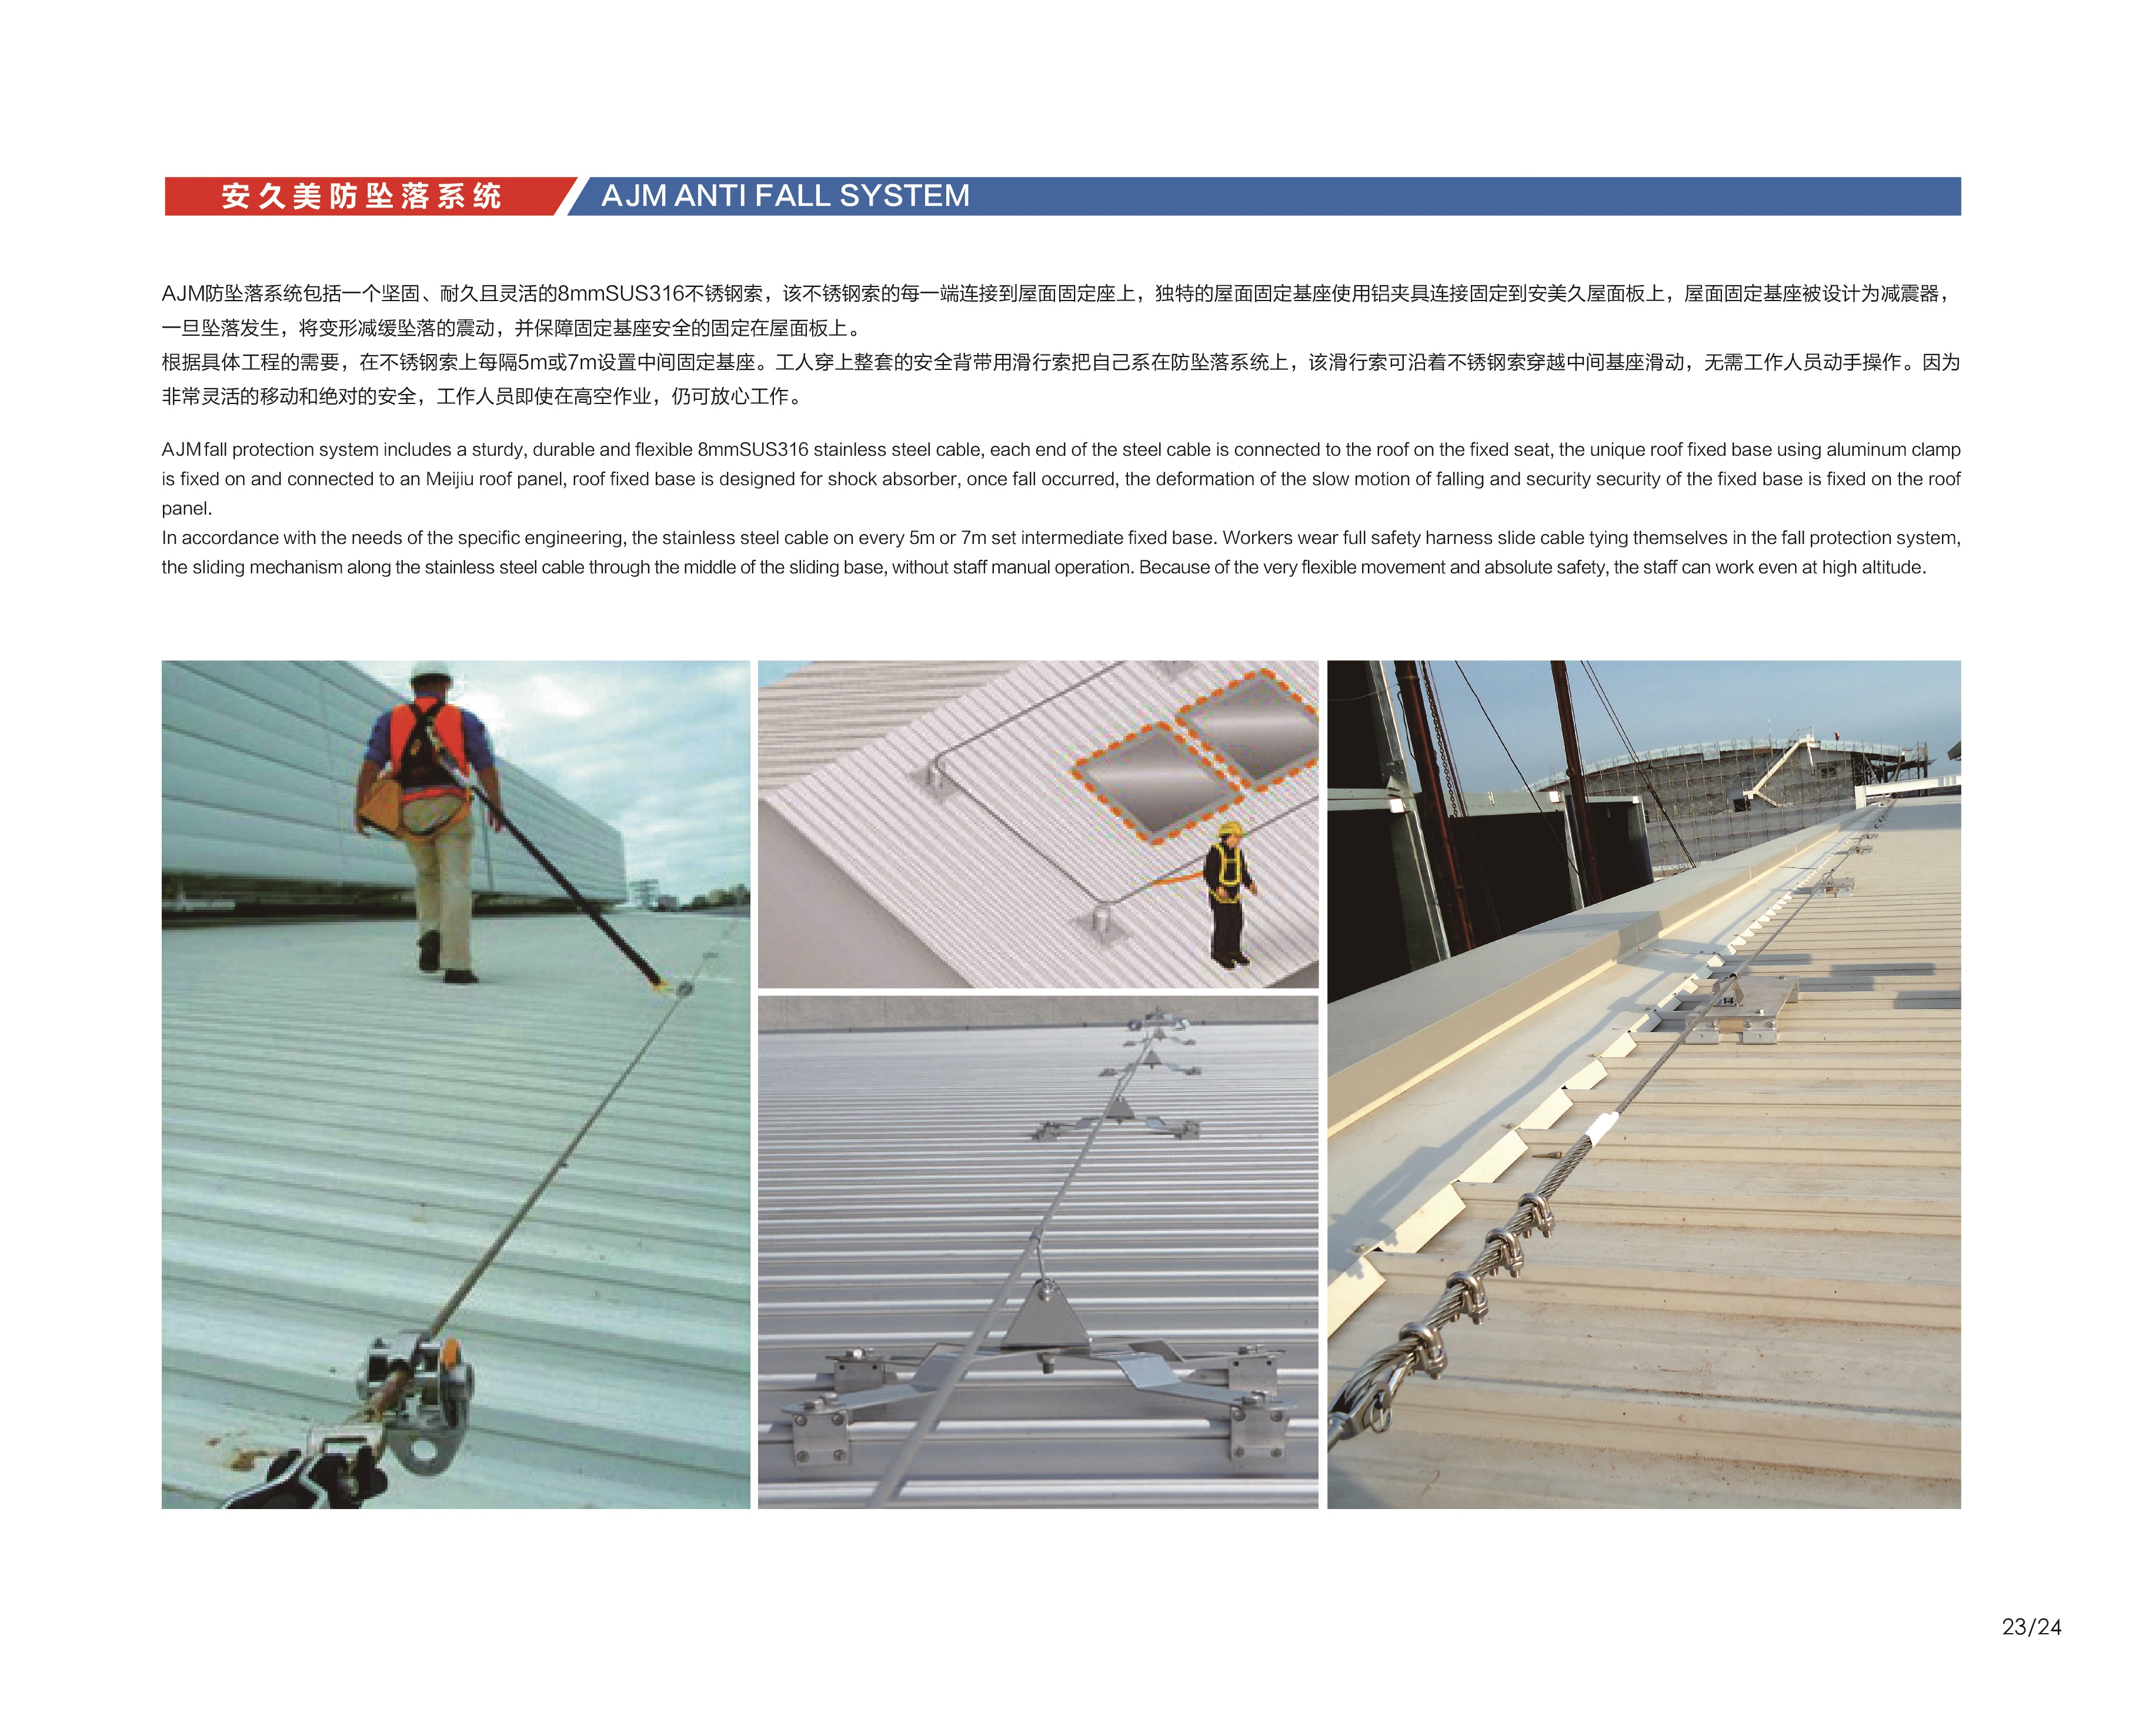 安久美防坠落系统 AJM ANTI FALL SYSTEM
AJM防坠落系统包括一个坚固、耐久且灵活的8mmSUS316不锈钢索，该不锈钢索的每一端连接到屋面固定座上，独特的屋面固定基座使用铝夹具连接固定到安美久屋面板上，屋面固定基座被设计为减震器，
一旦坠落发生，将变形减缓坠落的震动，并保障固定基座安全的固定在屋面板上。
根据具体工程的需要，在不锈钢索上每隔5m或7m设置中间固定基座。工人穿上整套的安全背带用滑行索把自己系在防坠落系统上，该滑行索可沿着不锈钢索穿越中间基座滑动，无需工作人员动手操作。因为
非常灵活的移动和绝对的安全，工作人员即使在高空作业，仍可放心工作。
AJM fall protection system includes a sturdy, durable and flexible 8mmSUS316 stainless steel cable, each end of the steel cable is connected to the roof on the fixed seat, the unique roof fixed base using aluminum clamp
is fixed on and connected to an Meijiu roof panel, roof fixed base is designed for shock absorber, once fall occurred, the deformation of the slow motion of falling and security security of the fixed base is fixed on the roof
panel.
In accordance with the needs of the specific engineering, the stainless steel cable on every 5m or 7m set intermediate fixed base. Workers wear full safety harness slide cable tying themselves in the fall protection system,
the sliding mechanism along the stainless steel cable through the middle of the sliding base, without staff manual operation. Because of the very flexible movement and absolute safety, the staff can work even at high altitude.
23/24